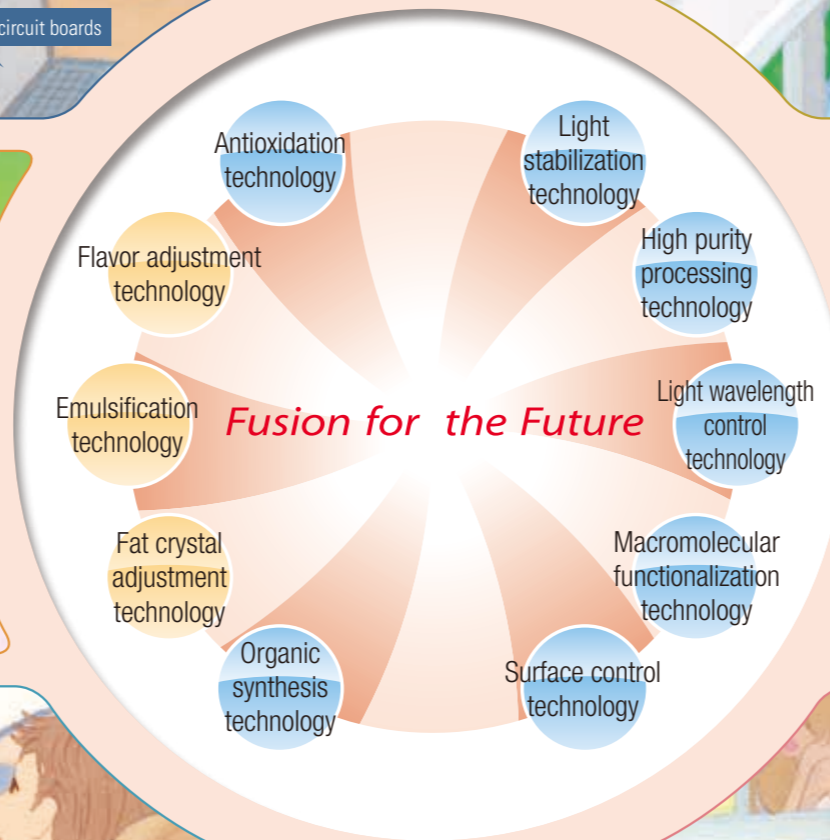 circuit boards
Antioxidation
technology
Light
stabilization
technology
Flavor adjustment
technology
High purity
processing
technology
Emulsification
technology
Fusion for the Future
Light wavelength
control
technology
Fat crystal
adjustment
technology
Macromolecular
functionalization
technology
Organic
synthesis
technology
Surface control
technology